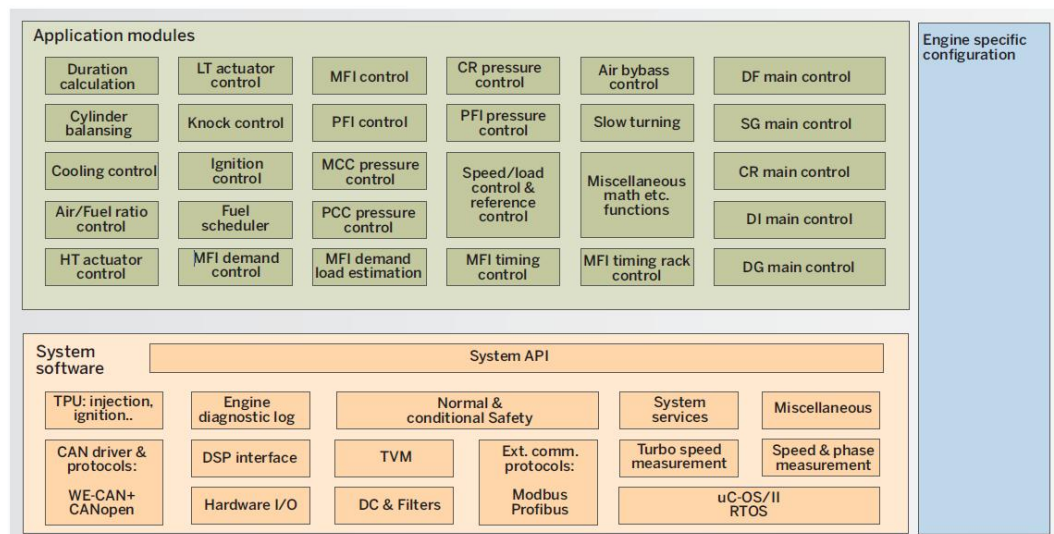 Application modules
Duration
calculation
LT actuator
control
MFI control
CR pressure
control
Air bybass
control
DF main control
Cylinder
balansing
Knock control
PFI control
PFI pressure
control
Slow turning
SG main control
Cooling control
Ignition
control
MCC pressure
control
Speed/load
control &
reference
control
Miscellaneous
math etc.
functions
CR main control
Air/Fuel ratio
control
Fuel
scheduler
PCC pressure
control
DI main control
HT actuator
control
MFI demand
control
MFI demand
load estimation
MFI timing
control
MFI timing rack
control
DG main control
Engine specific
configuration
System
software
System API
TPU: injection,
ignition..
Engine
diagnostic log
Normal &
conditional Safety
System
services
Miscellaneous
CAN driver &
protocols:
WE-CAN+
CANopen
DSP interface
TVM
Ext. comm.
protocols:
Modbus
Profibus
Turbo speed
measurement
Speed & phase
measurement
Hardware I/O
DC & Filters
uC-OS/II
RTOS